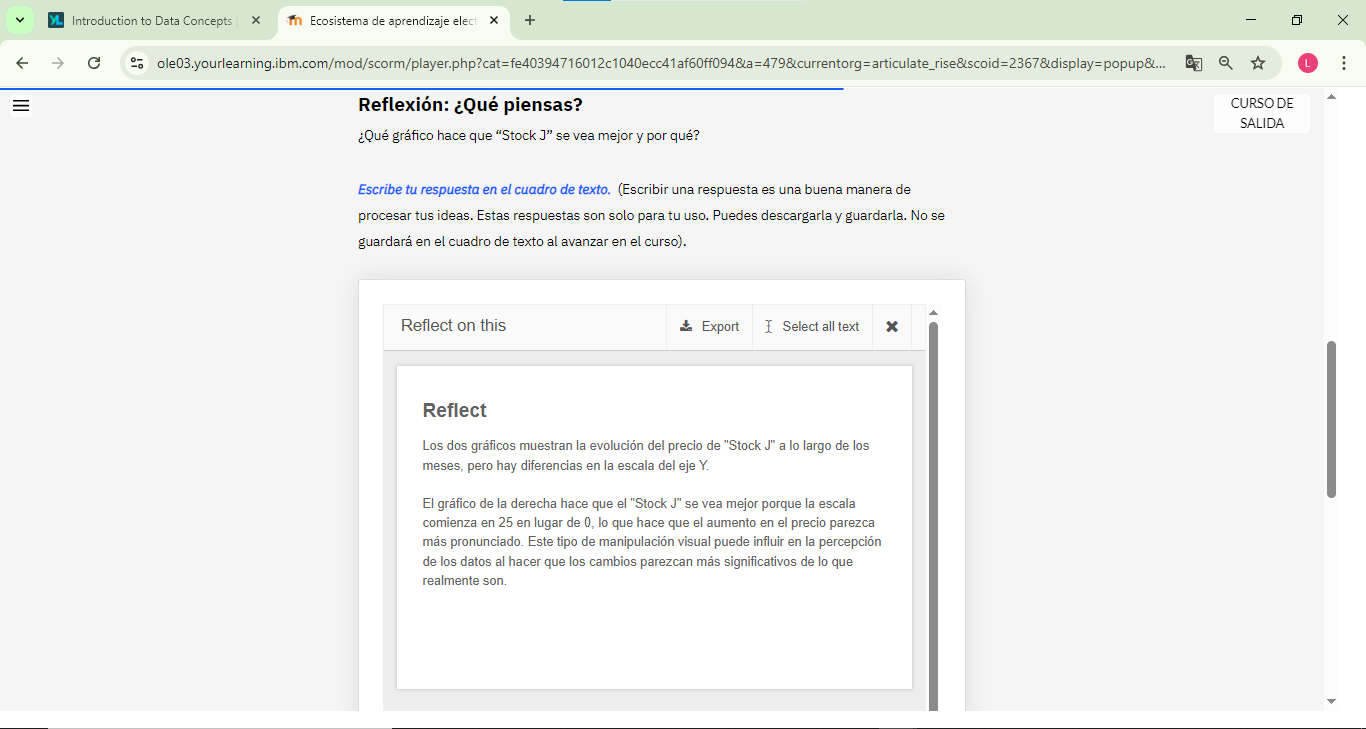 Introduction to Data Concepts
Ecosistema de aprendizaje elect
ole03.yourlearning.ibm.com/mod/scorm/player.php?cat=fe40394716012c1040ecc41af60ff094&a=479&currentorg=articulate_rise&scoid=2367&display=popup&...
L
CURSO DE
SALIDA
Reflexión: ¿Qué piensas?
¿Qué gráfico hace que “Stock J” se vea mejor y por qué?
Escribe tu respuesta en el cuadro de texto. (Escribir una respuesta es una buena manera de
procesar tus ideas. Estas respuestas son solo para tu uso. Puedes descargarla y guardarla. No se
guardará en el cuadro de texto al avanzar en el curso).
Reflect on this
Export
Select all text
Reflect
Los dos gráficos muestran la evolución del precio de "Stock J" a lo largo de los
meses, pero hay diferencias en la escala del eje Y.
El gráfico de la derecha hace que el "Stock J" se vea mejor porque la escala
comienza en 25 en lugar de 0, lo que hace que el aumento en el precio parezca
más pronunciado. Este tipo de manipulación visual puede influir en la percepción
de los datos al hacer que los cambios parezcan más significativos de lo que
realmente son.